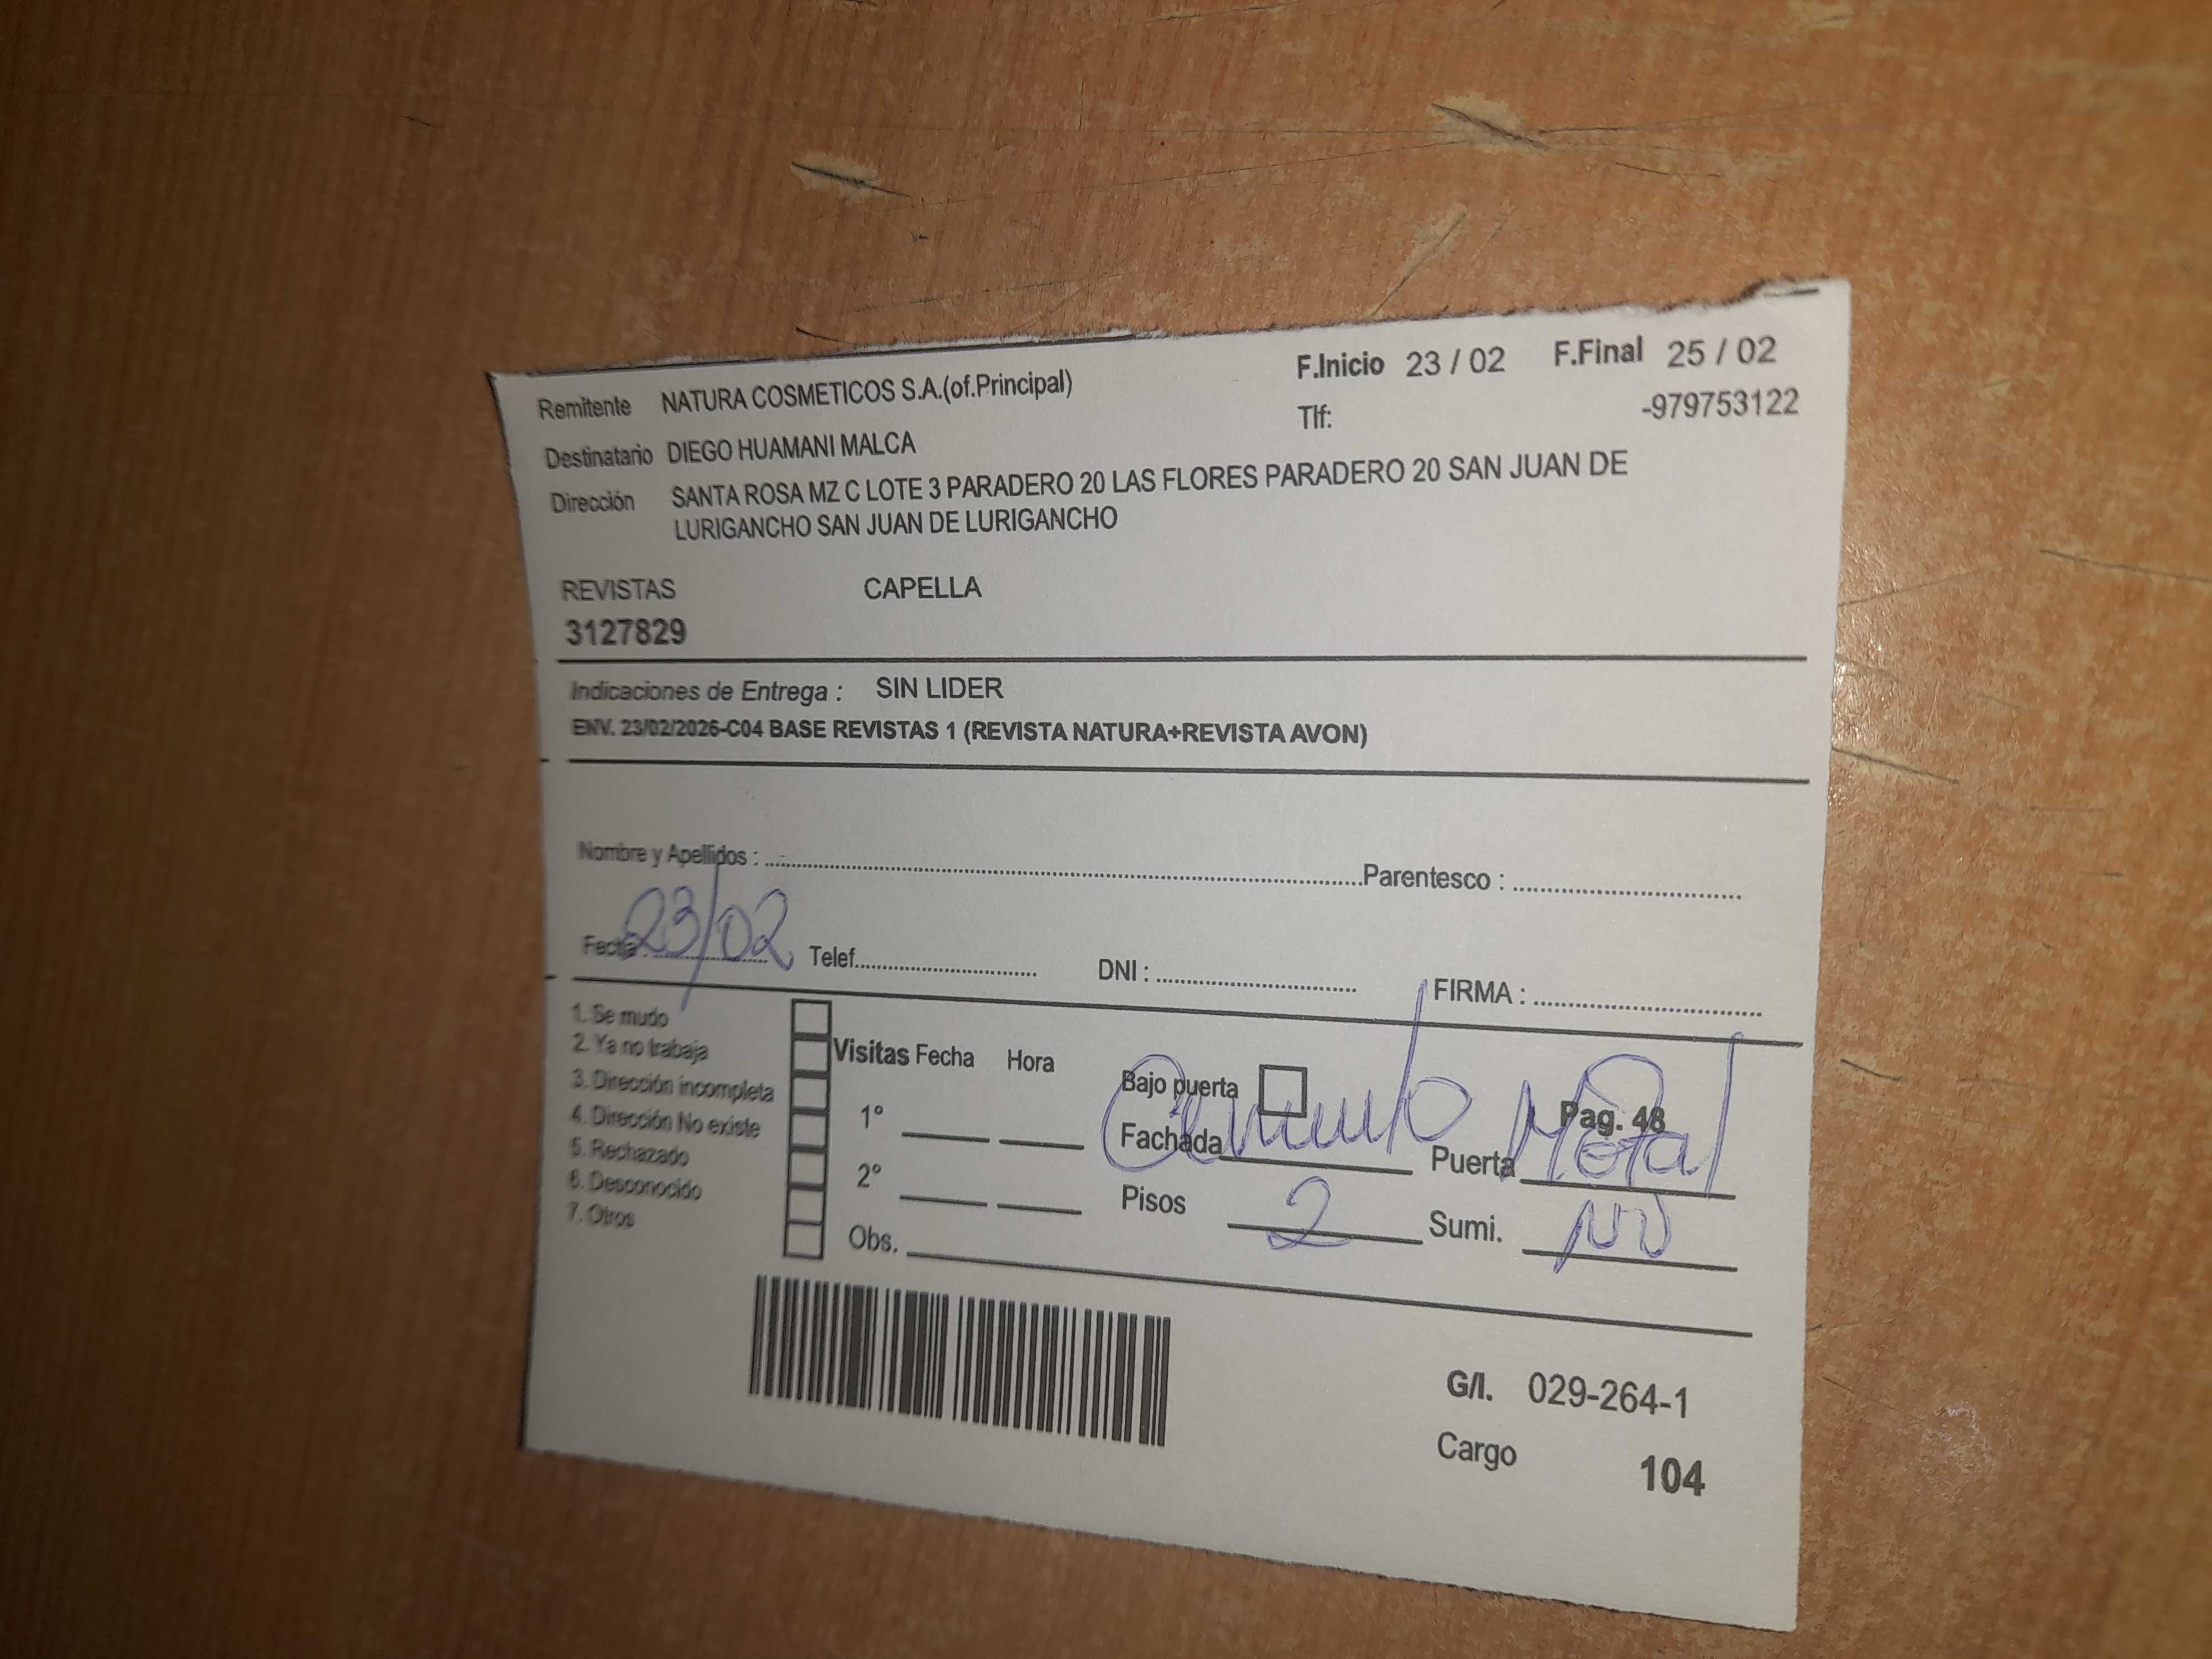 Remitente NATURA COSMETICOS S.A.(of.Principal) F.Inicio 23 / 02 F.Final 25 / 02
Tlf: -979753122
Destinatario DIEGO HUAMANI MALCA
Dirección SANTA ROSA MZ C LOTE 3 PARADERO 20 LAS FLORES PARADERO 20 SAN JUAN DE
LURIGANCHO SAN JUAN DE LURIGANCHO
REVISTAS CAPELLA
3127829
Indicaciones de Entrega : SIN LIDER
ENV. 23/02/2026-C04 BASE REVISTAS 1 (REVISTA NATURA+REVISTA AVON)
Nombre y Apellidos : Parentesco :
Fecha 23/02 Telef. DNI : FIRMA :
1. Se mudo
2. Ya no trabaja
3. Dirección incompleta
4. Dirección No existe
5. Rechazado
6. Desconocido
7. Otros
Visitas Fecha Hora
1°
2°
Obs.
Bajo puerta Pag. 48
Fachada Puerta Metal
Pisos 2 Sumi. NO
G/I. 029-264-1
Cargo 104